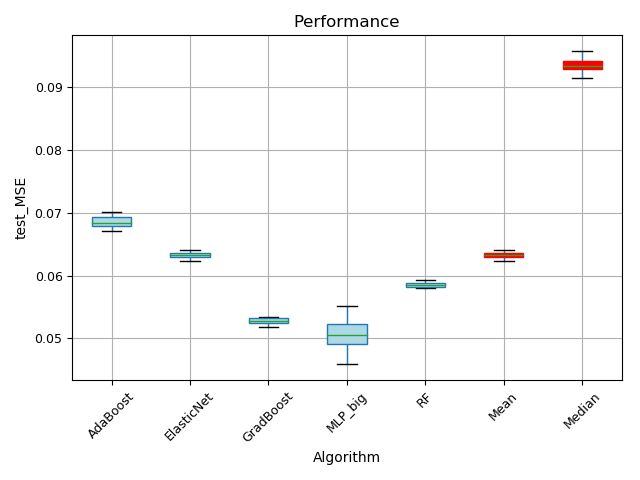 Performance
0.09
0.08
0.07
0.06
0.05
test_MSE
AdaBoost
ElasticNet
GradBoost
MLP_big
RF
Mean
Median
Algorithm